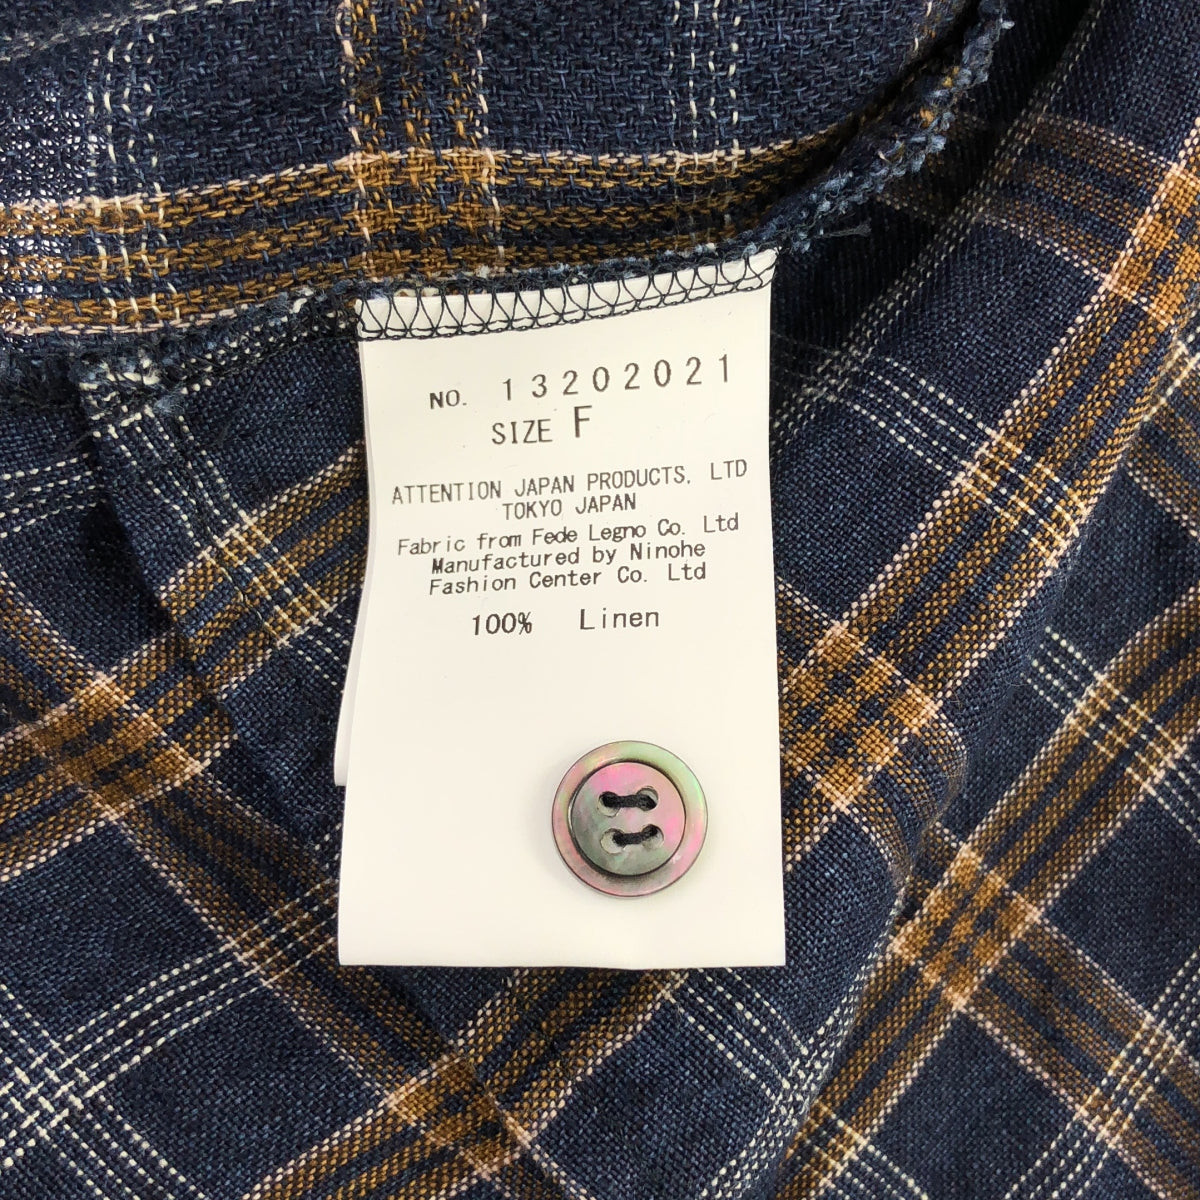 NO. 13202021
SIZE F
ATTENTION JAPAN PRODUCTS, LTD
TOKYO JAPAN
Fabric from Fede Legno Co. Ltd
Manufactured by Ninohe
Fashion Center Co. Ltd
100% Linen